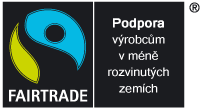 FAIRTRADE
®
Podpora
výrobcům
v méně
rozvinutých
zemích